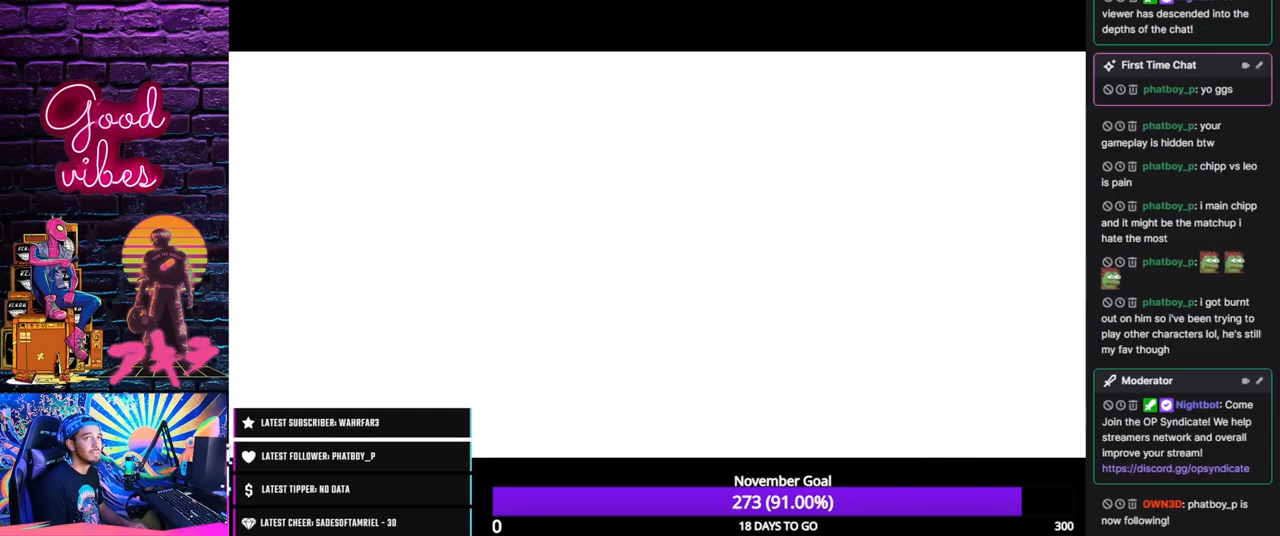 Good
vibes
LATEST SUBSCRIBER: WAHRFAR3
LATEST FOLLOWER: PHATBOY_P
LATEST TIPPER: NO DATA
LATEST CHEER: SADESOFTAMRIEL - 30
November Goal
273 (91.00%)
0
18 DAYS TO GO
300
viewer has descended into the
depths of the chat!
First Time Chat
phatboy_p: yo ggs
phatboy_p: your
gameplay is hidden btw
phatboy_p: chipp vs leo
is pain
phatboy_p: i main chipp
and it might be the matchup i
hate the most
phatboy_p:
phatboy_p: i got burnt
out on him so i've been trying to
play other characters lol, he's still
my fav though
Moderator
Nightbot: Come
Join the OP Syndicate! We help
streamers network and overall
improve your stream!
https://discord.gg/opsyndicate
OWN3D: phatboy_p is
now following!